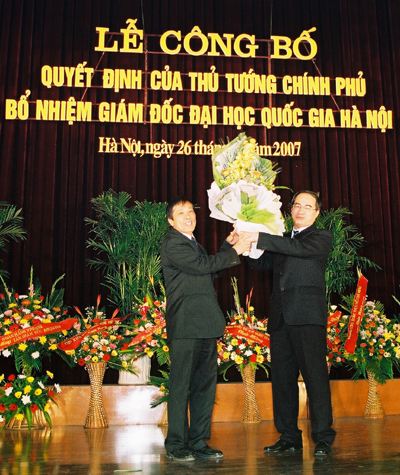 LỄ CÔNG BỐ
QUYẾT ĐỊNH CỦA THỦ TƯỚNG CHÍNH PHỦ
BỔ NHIỆM GIÁM ĐỐC ĐẠI HỌC QUỐC GIA HÀ NỘI
Hà Nội, ngày 26 năm 2007